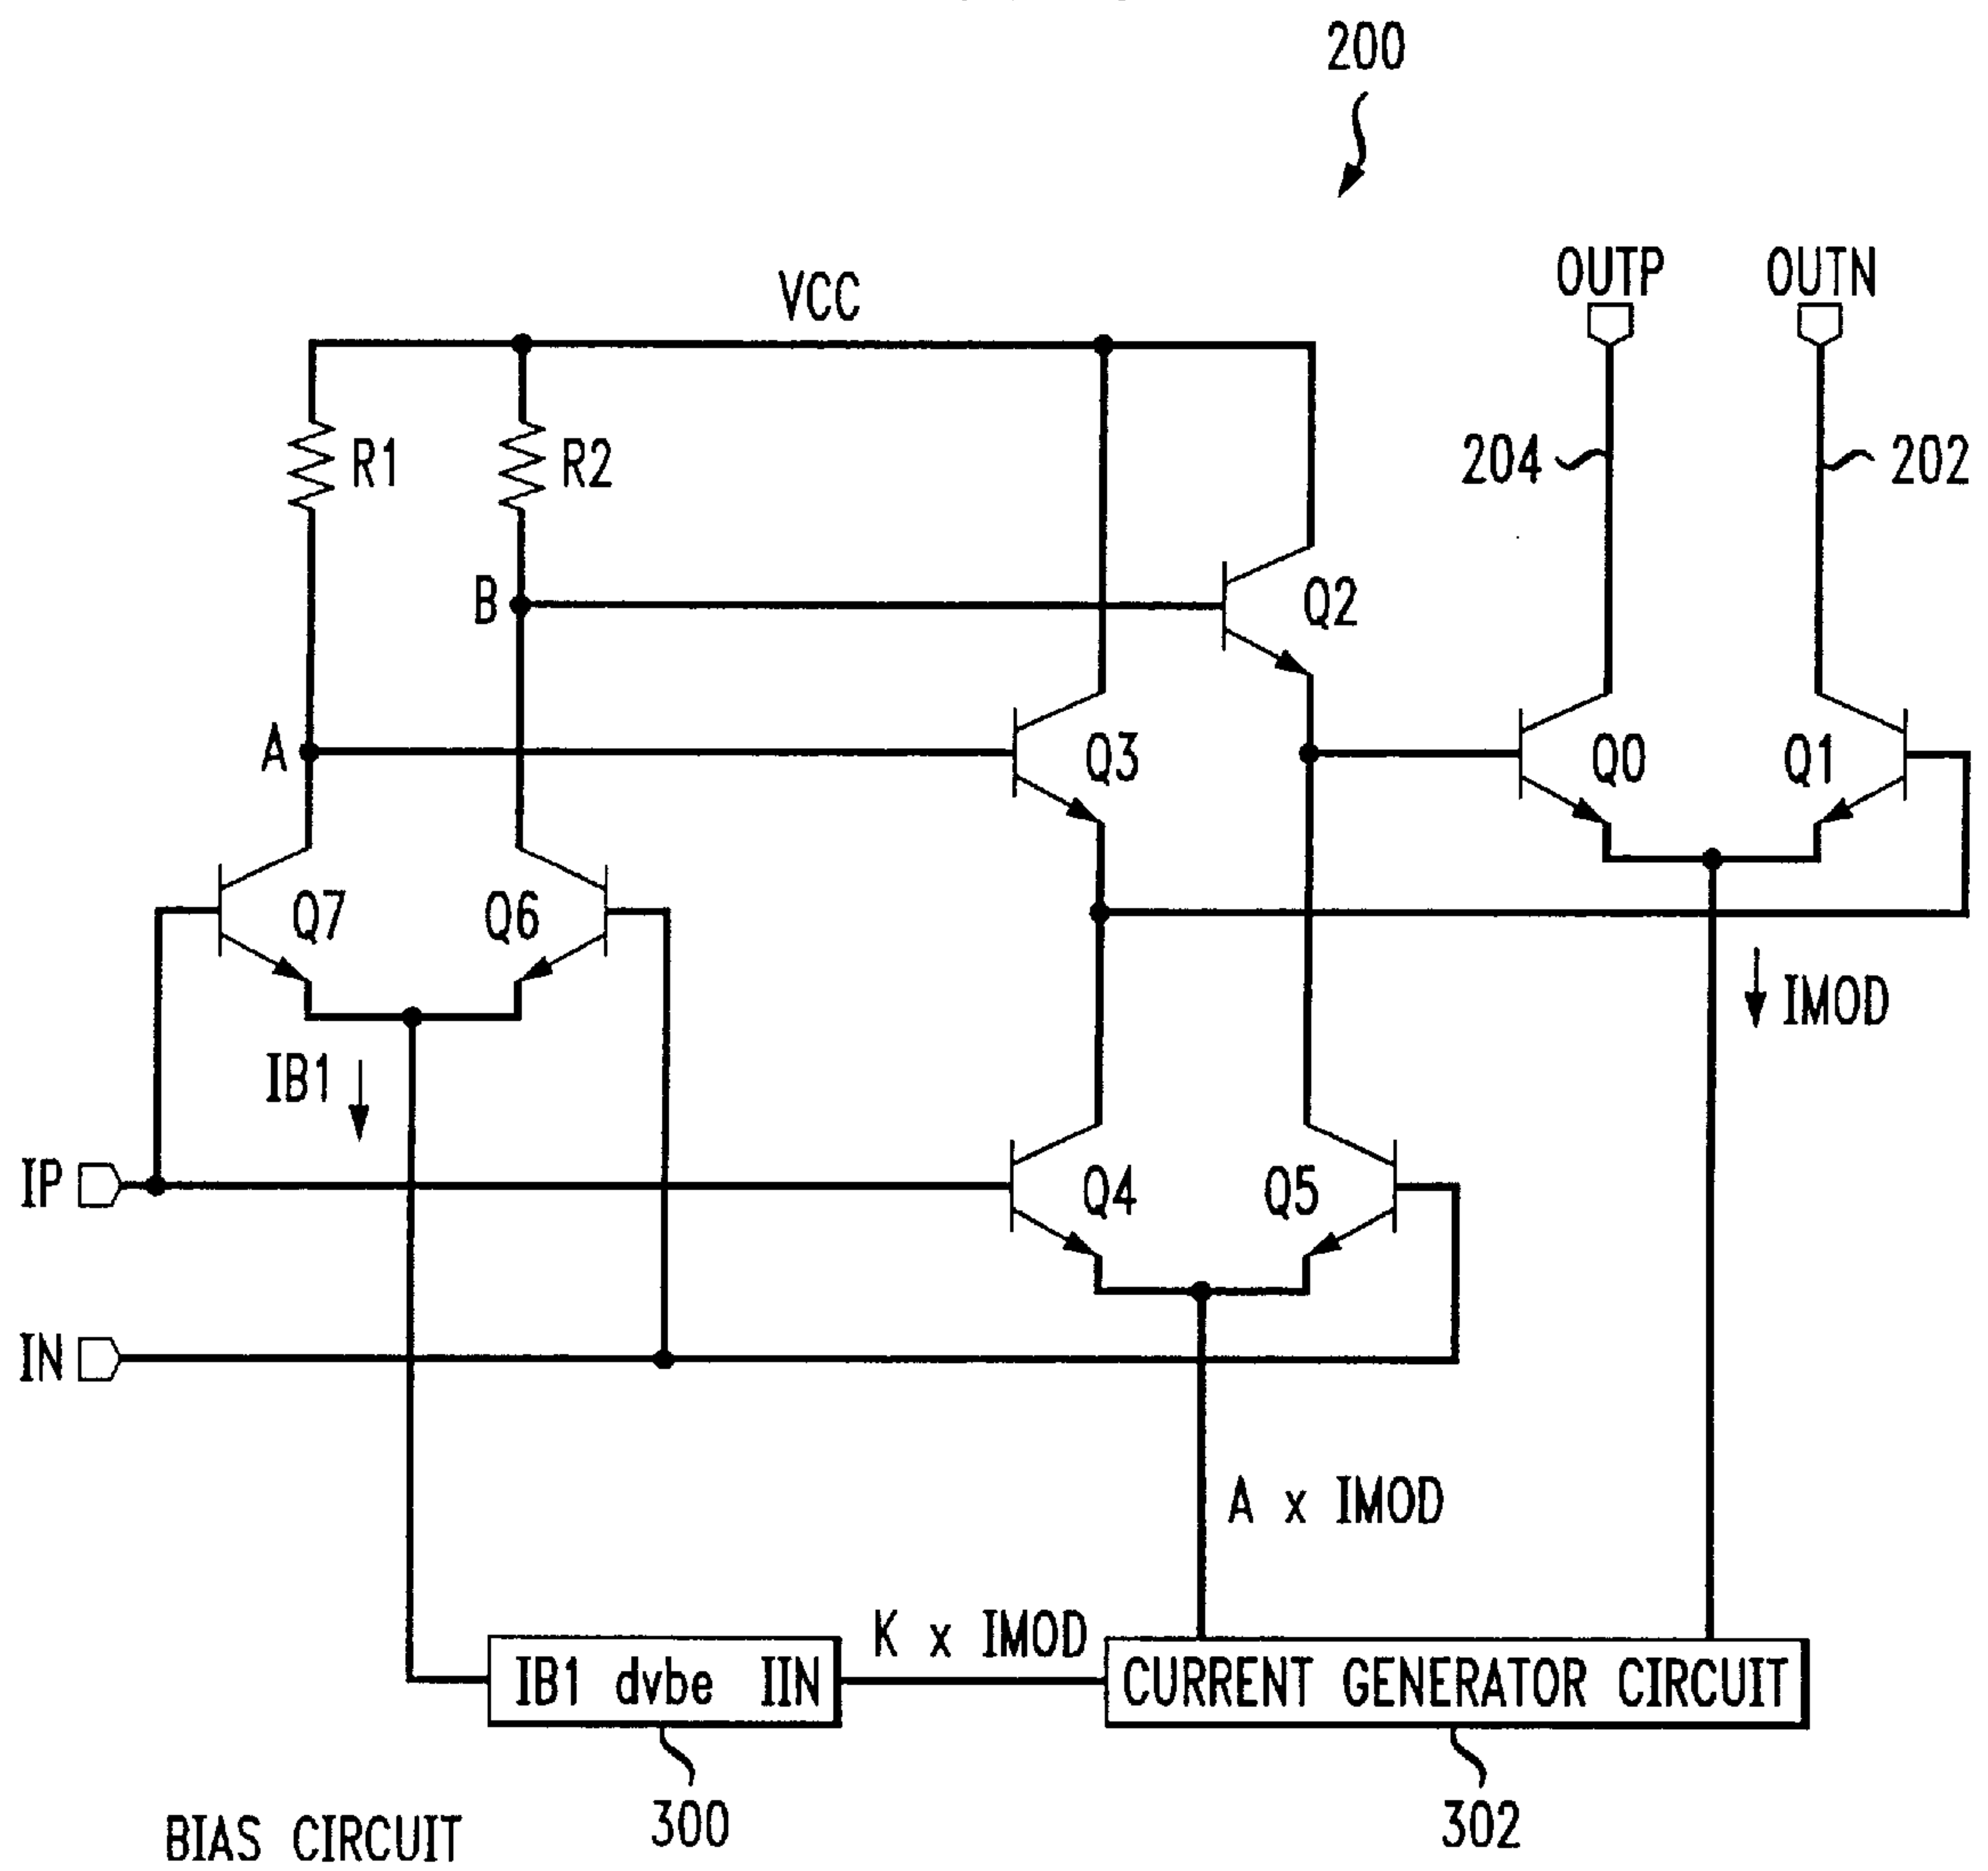 200
OUTP OUTN
VCC
R1 R2
204 202
B Q2
A Q3 Q0 Q1
Q7 Q6
IMOD
IB1
IP Q4 Q5
IN
A x IMOD
K x IMOD
IB1 dvbe IIN
CURRENT GENERATOR CIRCUIT
300 302
BIAS CIRCUIT